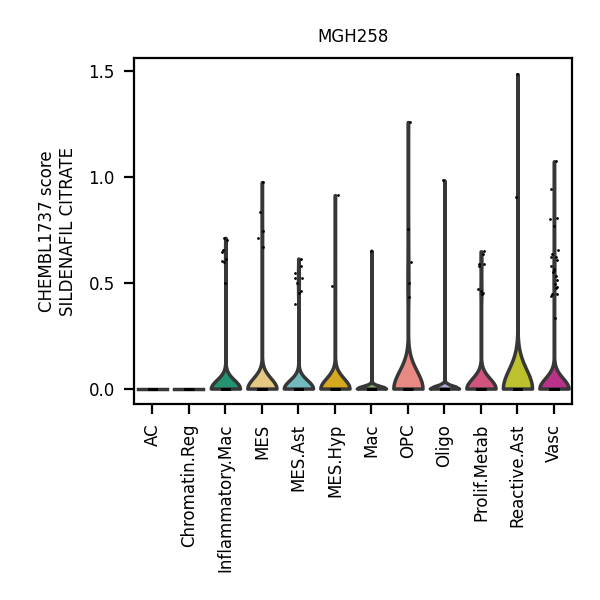 MGH258
CHEMBL1737 score
SILDENAFIL CITRATE
1.5
1.0
0.5
0.0
AC
Chromatin.Reg
Inflammatory.Mac
MES
MES.Ast
MES.Hyp
Mac
OPC
Oligo
Prolif.Metab
Reactive.Ast
Vasc